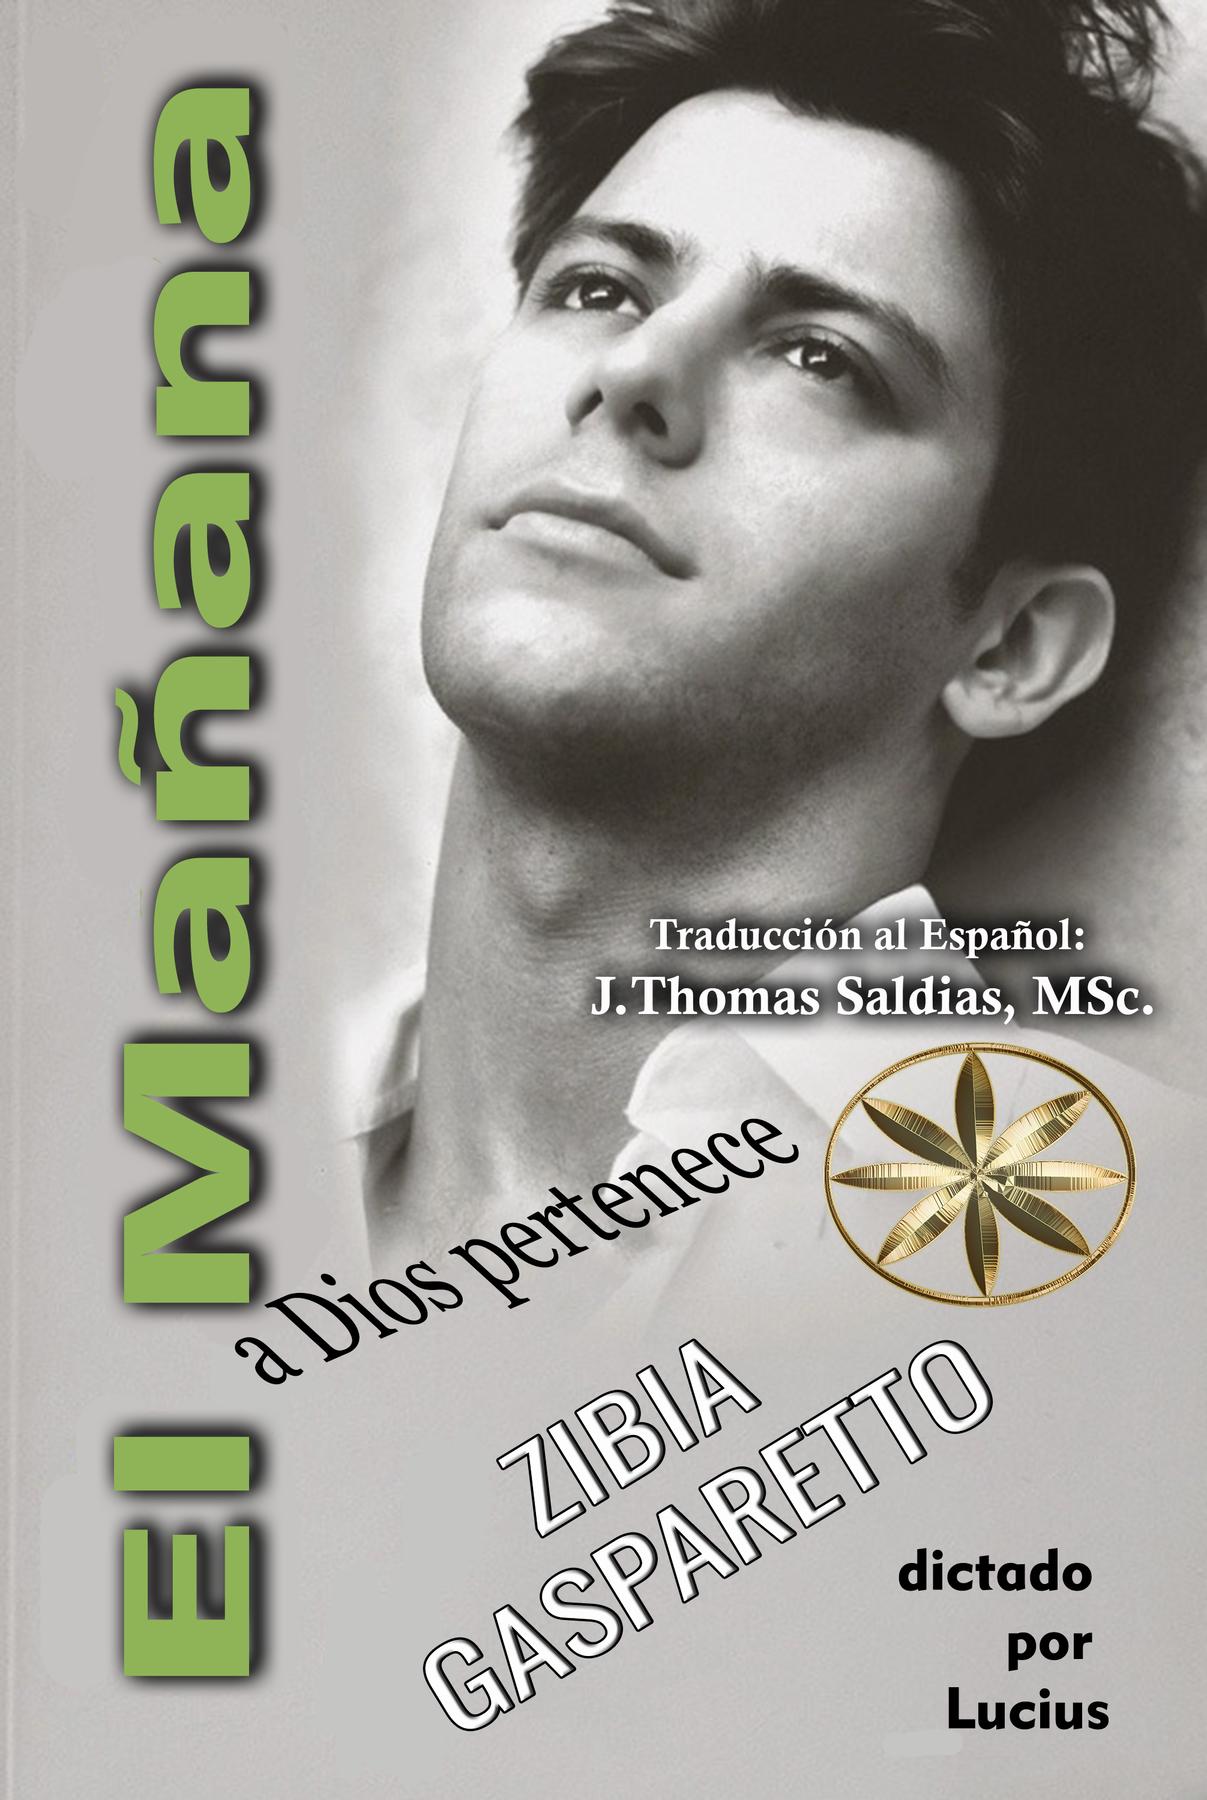 El Mañana
a Dios pertenece
Traducción al Español:
J. Thomas Saldias, MSc.
ZIBIA
GASPARETTO
dictado
por
Lucius